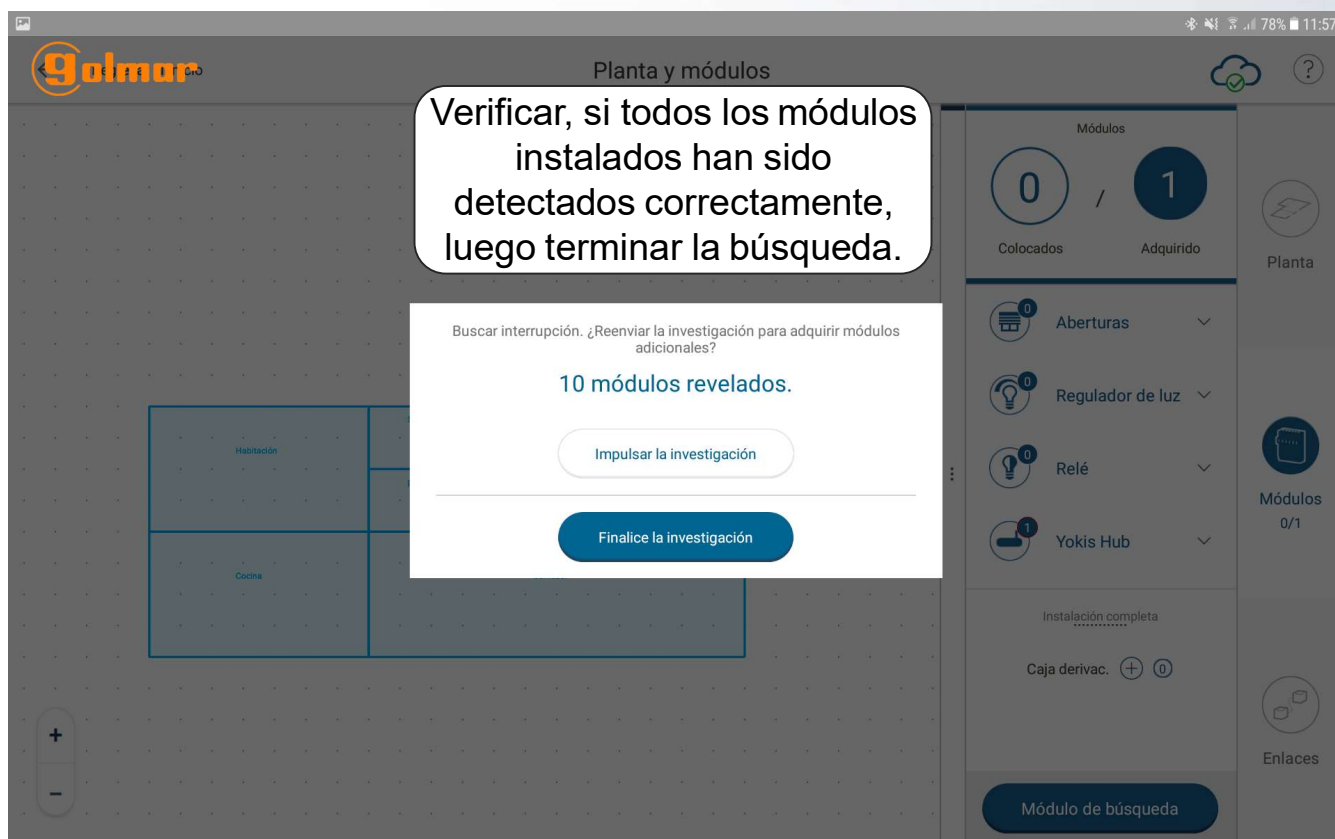 78% 11:57
golmar
Planta y módulos
?
Verificar, si todos los módulos
instalados han sido
detectados correctamente,
luego terminar la búsqueda.
Buscar interrupción. ¿Reenviar la investigación para adquirir módulos
adicionales?
10 módulos revelados.
Impulsar la investigación
Finalice la investigación
Habitación
Cocina
+
–
Módulos
0 / 1
Colocados Adquirido
0
Aberturas
0
Regulador de luz
0
Relé
1
Yokis Hub
Instalación completa
Caja derivac. + 0
Módulo de búsqueda
Planta
Módulos
0/1
Enlaces